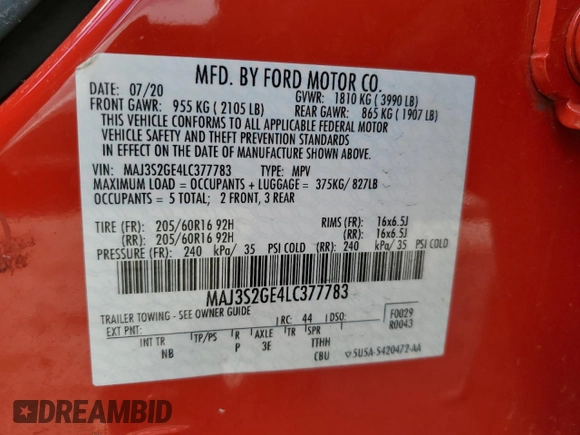 MFD. BY FORD MOTOR CO.
DATE: 07/20 GVWR: 1810 KG ( 3990 LB)
FRONT GAWR: 955 KG ( 2105 LB) REAR GAWR: 865 KG ( 1907 LB)
THIS VEHICLE CONFORMS TO ALL APPLICABLE FEDERAL MOTOR
VEHICLE SAFETY AND THEFT PREVENTION STANDARDS
IN EFFECT ON THE DATE OF MANUFACTURE SHOWN ABOVE.
VIN: MAJ3S2GE4LC377783 TYPE: MPV
MAXIMUM LOAD = OCCUPANTS + LUGGAGE = 375KG/ 827LB
OCCUPANTS = 5 TOTAL; 2 FRONT, 3 REAR
TIRE (FR): 205/60R16 92H RIMS (FR): 16x6.5J
(RR): 205/60R16 92H (RR): 16x6.5J
PRESSURE (FR): 240 kPa/ 35 PSI COLD (RR): 240 kPa/ 35 PSI COLD
MAJ3S2GE4LC377783
TRAILER TOWING - SEE OWNER GUIDE
EXT PNT: RC: 44 DSO: F0029
R0043
INT TR TP/PS R AXLE TR SPR
NB P 3E TTHH
CBU 5U5A-S420472-AA
DREAMBID